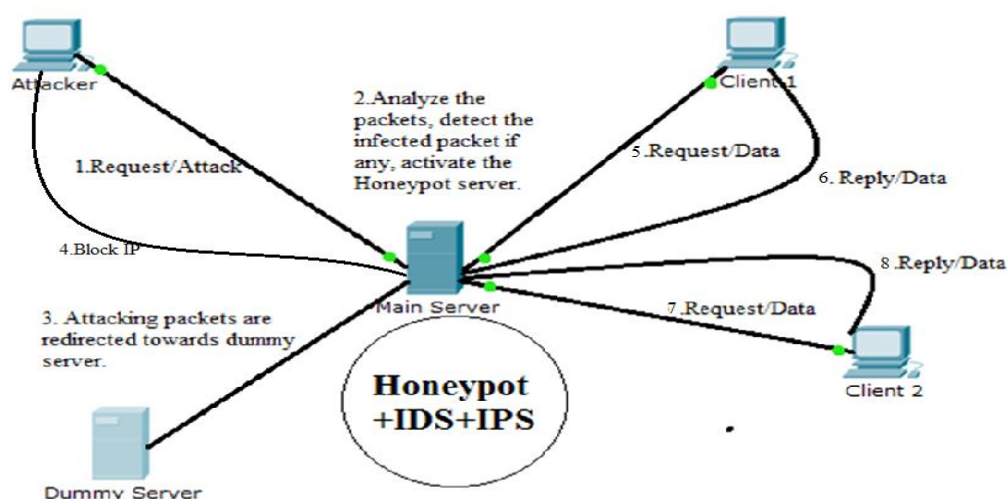 Attacker
Client 1
2.Analyze the
packets, detect the
infected packet if
any, activate the
Honeypot server.
1.Request/Attack
5.Request/Data
6. Reply/Data
4.Block IP
8.Reply/Data
Main Server
7.Request/Data
3. Attacking packets are
redirected towards dummy
server.
Honeypot
+IDS+IPS
Client 2
Dummy Server